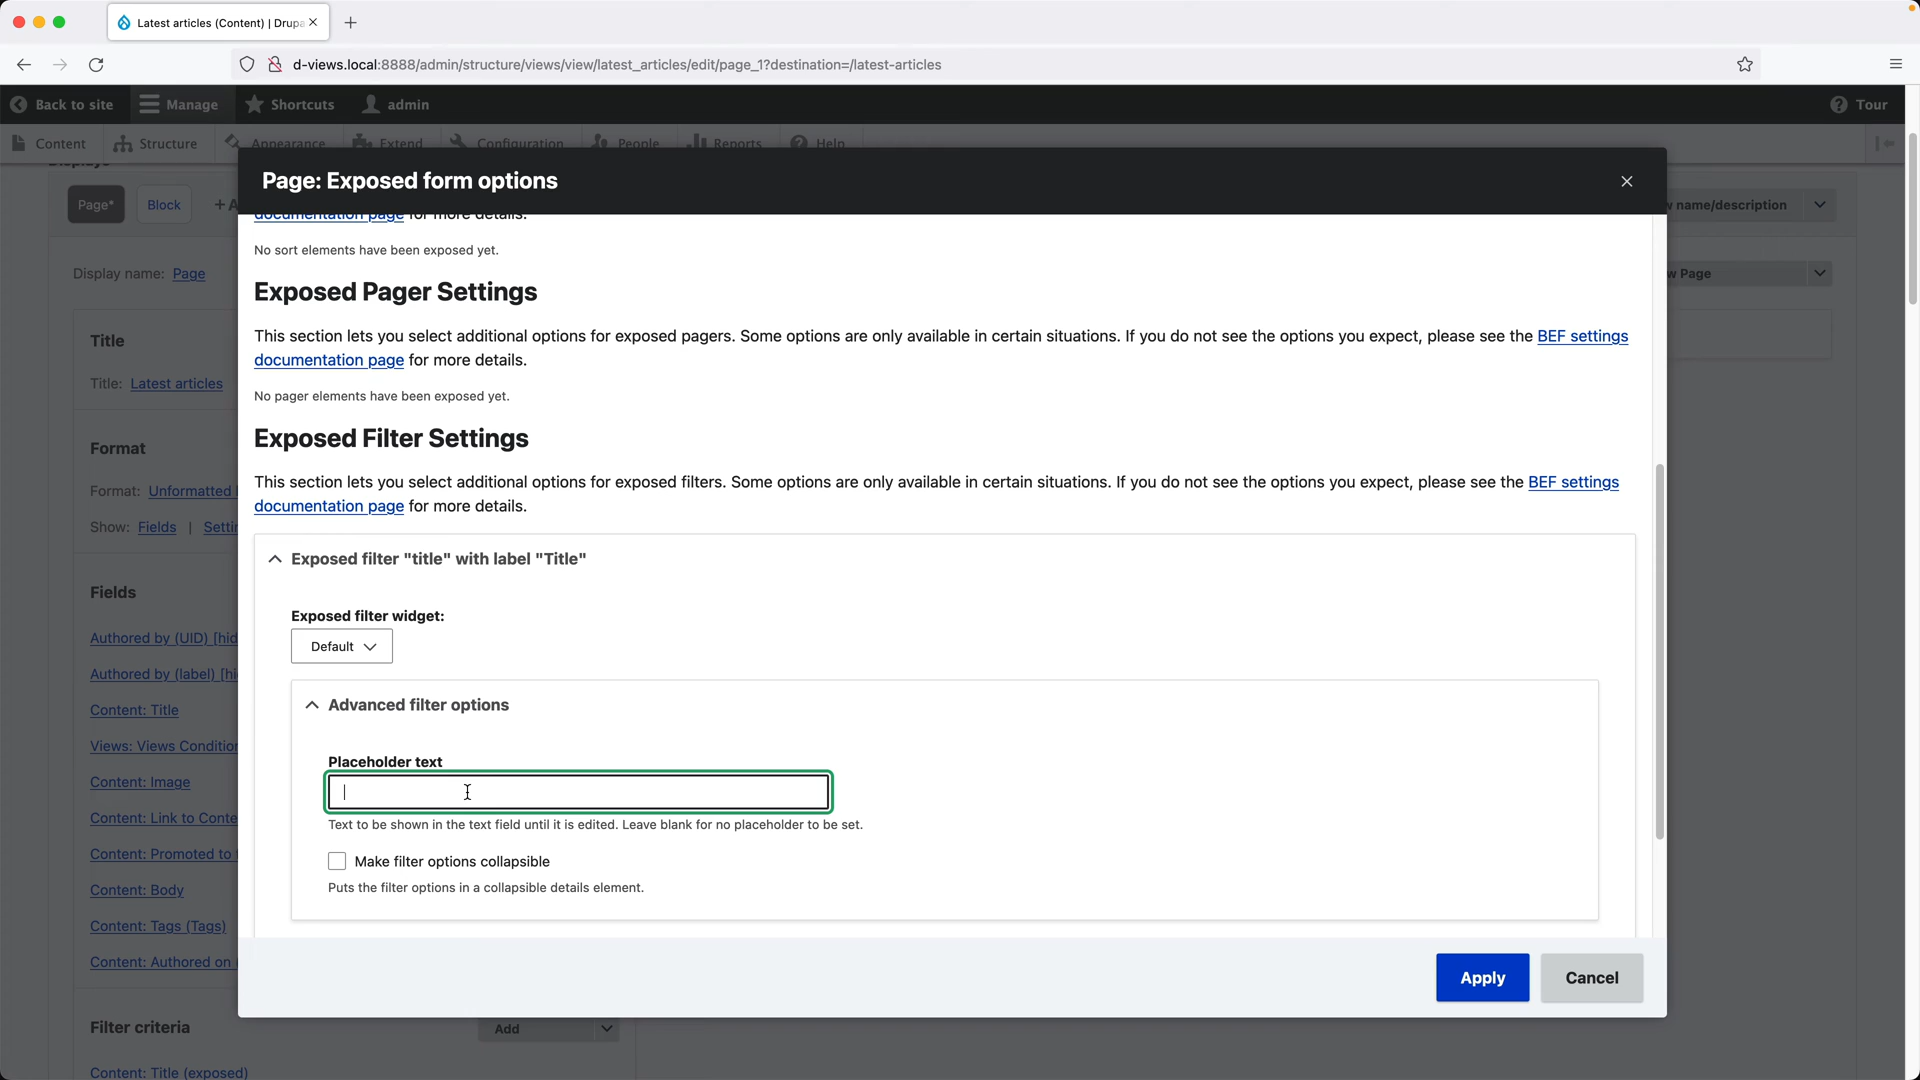 Latest articles (Content) | Drupa
d-views.local:8888/admin/structure/views/view/latest_articles/edit/page_1?destination=/latest-articles
Back to site
Manage
Shortcuts
admin
Tour
Content
Structure
Appearance
Extend
Configuration
People
Reports
Help
Displays
Page: Exposed form options
Page*
Block
+ A
w name/description
documentation page for more details.
No sort elements have been exposed yet.
Display name: Page
w Page
Exposed Pager Settings
This section lets you select additional options for exposed pagers. Some options are only available in certain situations. If you do not see the options you expect, please see the BEF settings
documentation page for more details.
No pager elements have been exposed yet.
Title
Title: Latest articles
Exposed Filter Settings
This section lets you select additional options for exposed filters. Some options are only available in certain situations. If you do not see the options you expect, please see the BEF settings
documentation page for more details.
Format
Format: Unformatted l
Show: Fields | Settin
Exposed filter "title" with label "Title"
Exposed filter widget:
Default
Fields
Authored by (UID) [hid
Authored by (label) [hi
Content: Title
Views: Views Condition
Content: Image
Content: Link to Conte
Content: Promoted to f
Content: Body
Content: Tags (Tags)
Content: Authored on (
Advanced filter options
Placeholder text
Text to be shown in the text field until it is edited. Leave blank for no placeholder to be set.
Make filter options collapsible
Puts the filter options in a collapsible details element.
Apply
Cancel
Filter criteria
Add
Content: Title (exposed)